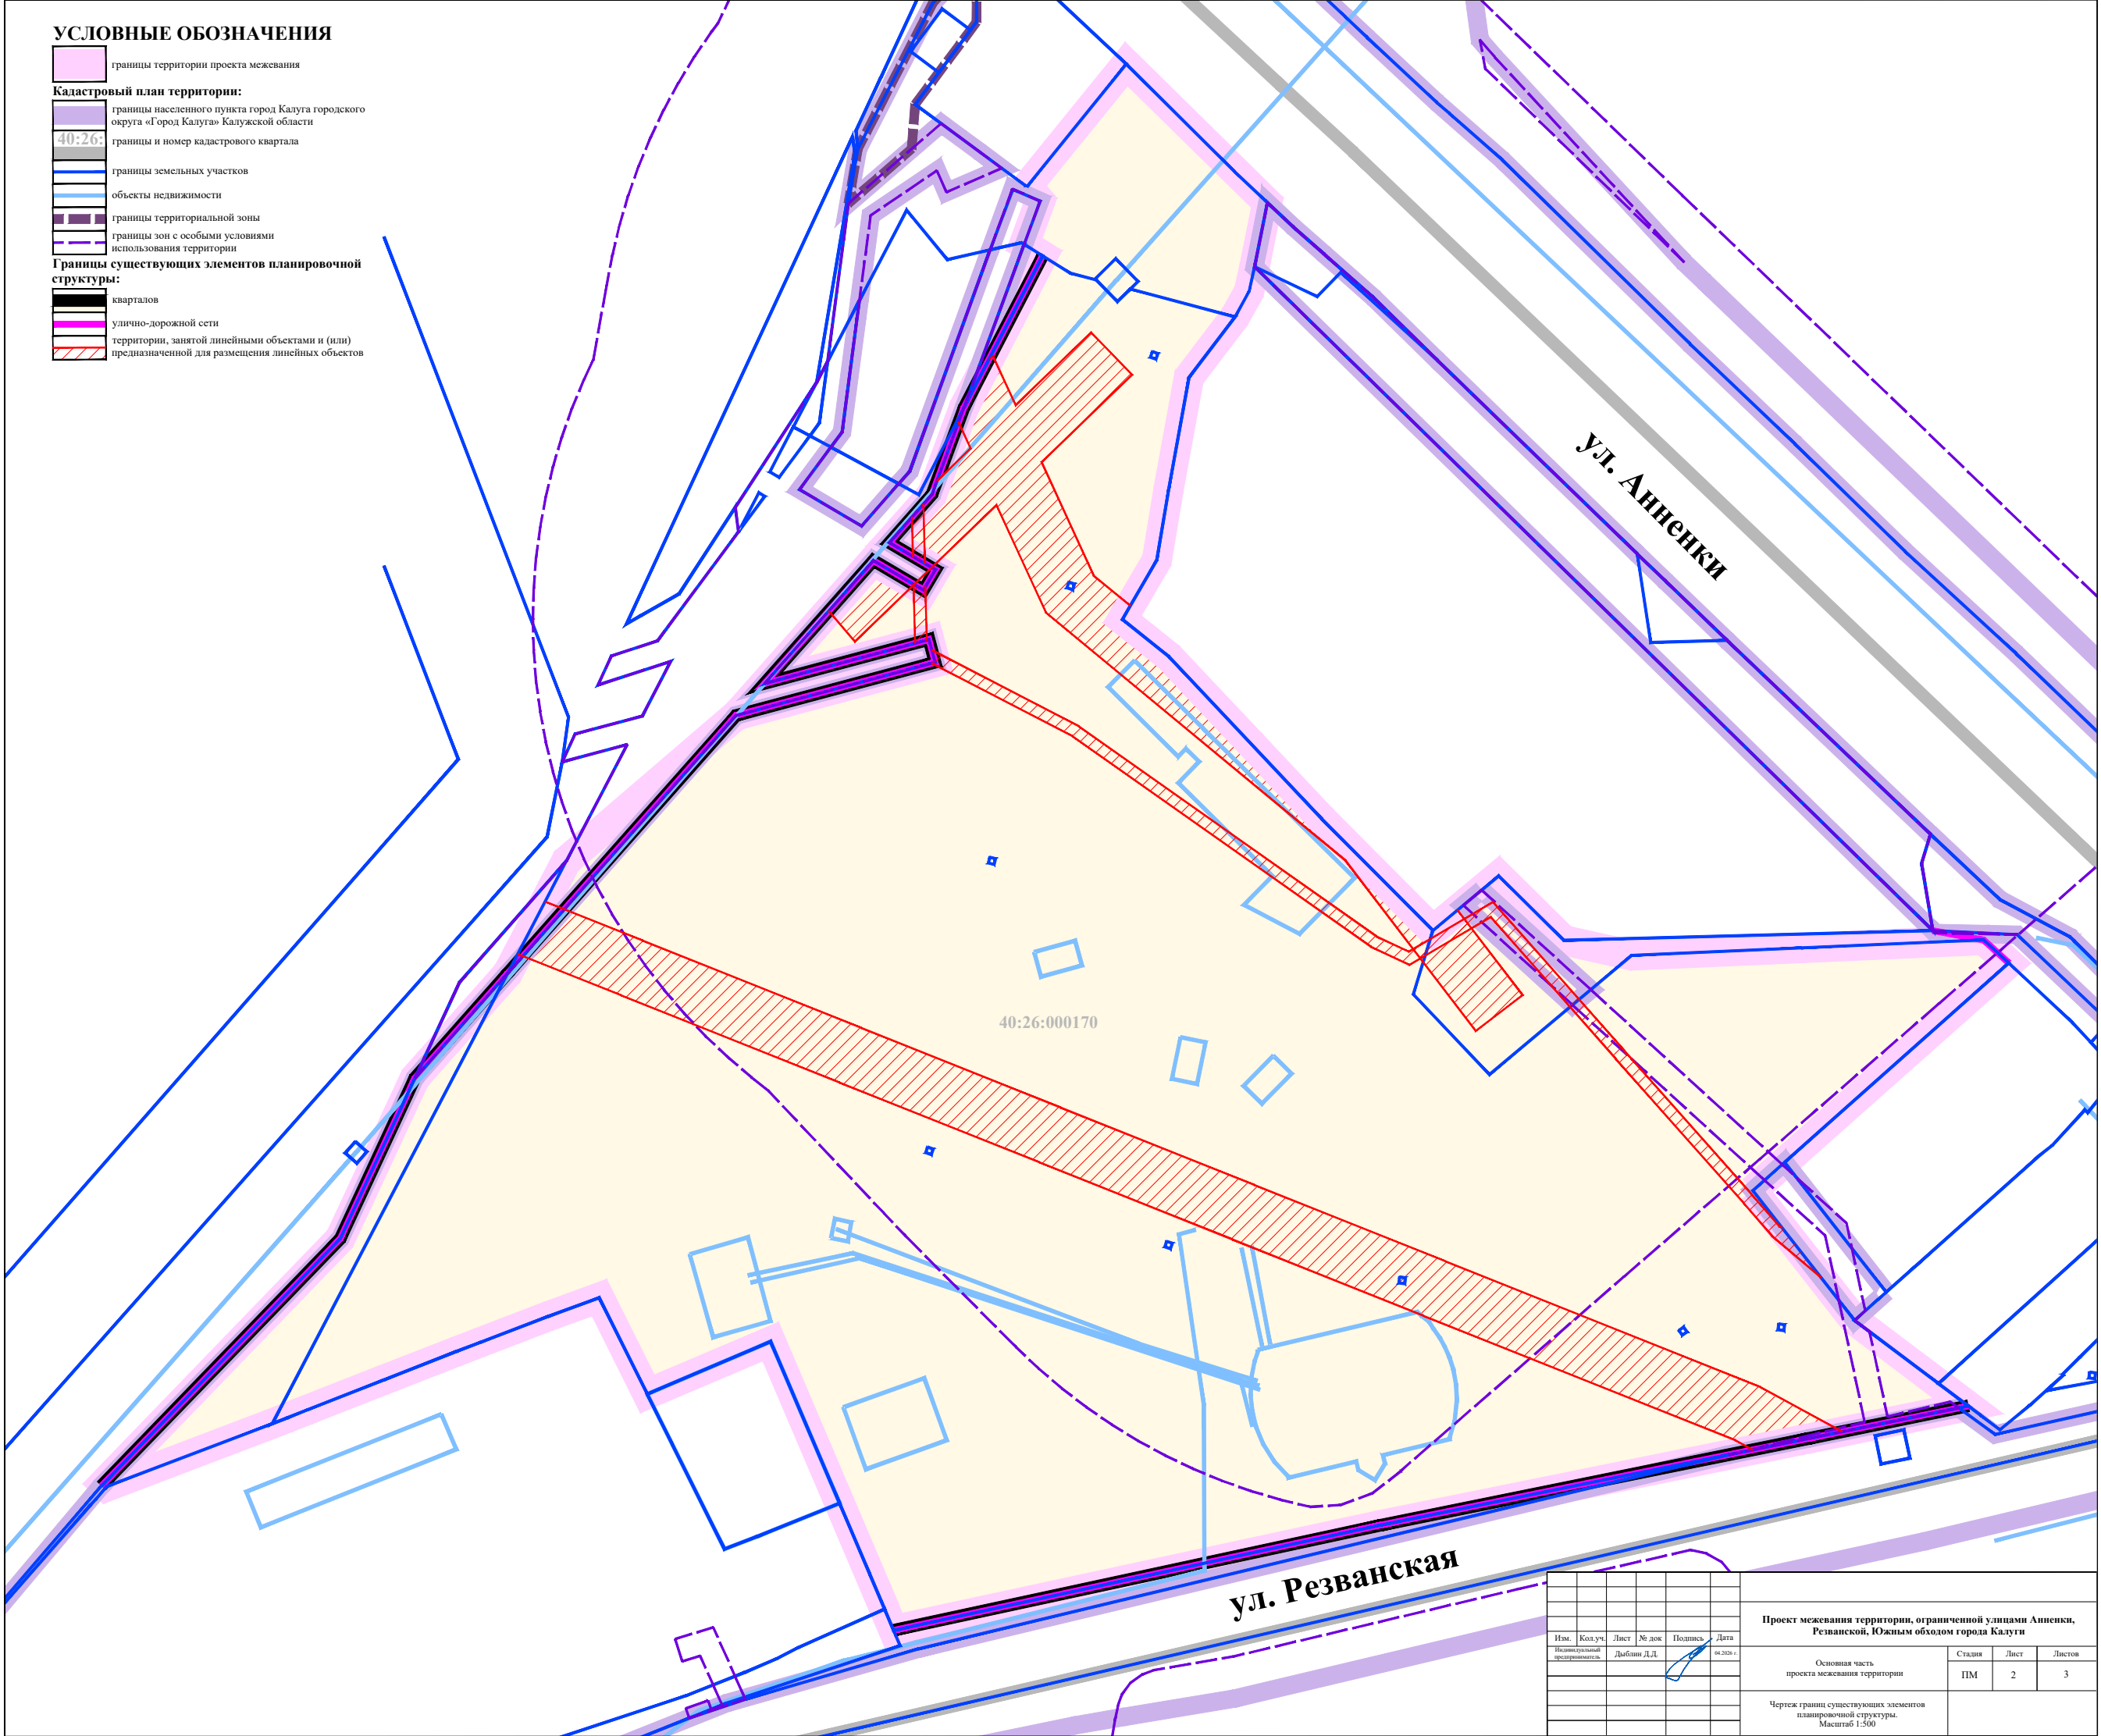 УСЛОВНЫЕ ОБОЗНАЧЕНИЯ
границы территории проекта межевания
Кадастровый план территории:
границы населенного пункта город Калуга городского
округа «Город Калуга» Калужской области
40:26:
границы и номер кадастрового квартала
границы земельных участков
объекты недвижимости
границы территориальной зоны
границы зон с особыми условиями
использования территории
Границы существующих элементов планировочной
структуры:
кварталов
улично-дорожной сети
территории, занятой линейными объектами и (или)
предназначенной для размещения линейных объектов
ул. Анненки
40:26:000170
ул. Резванская
Проект межевания территории, ограниченной улицами Анненки,
Резванской, Южным обходом города Калуги
Изм. Кол.уч. Лист № док Подпись Дата
Индивидуальный
предприниматель
Дыблин Д.Д.
04.2026 г.
Основная часть
проекта межевания территории
Стадия Лист Листов
ПМ 2 3
Чертеж границ существующих элементов
планировочной структуры.
Масштаб 1:500